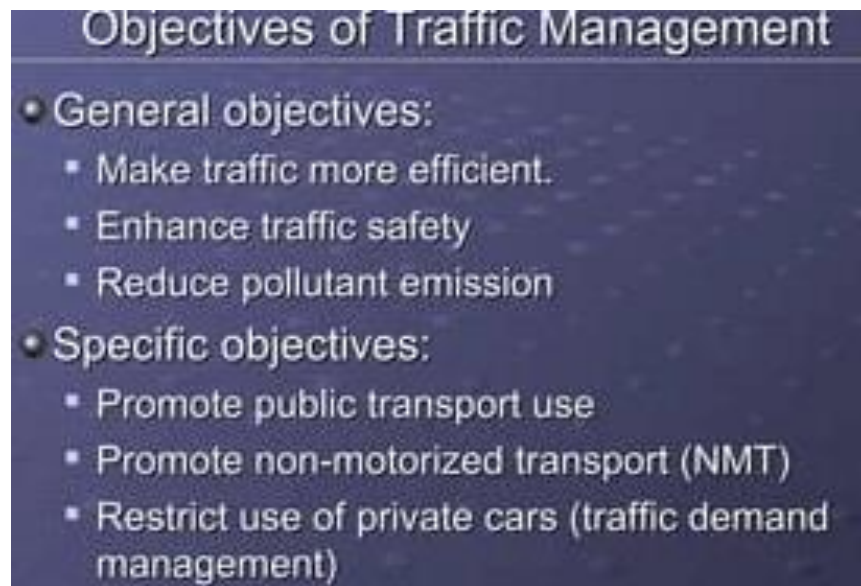 Objectives of Traffic Management
General objectives:
Make traffic more efficient.
Enhance traffic safety
Reduce pollutant emission
Specific objectives:
Promote public transport use
Promote non-motorized transport (NMT)
Restrict use of private cars (traffic demand
management)